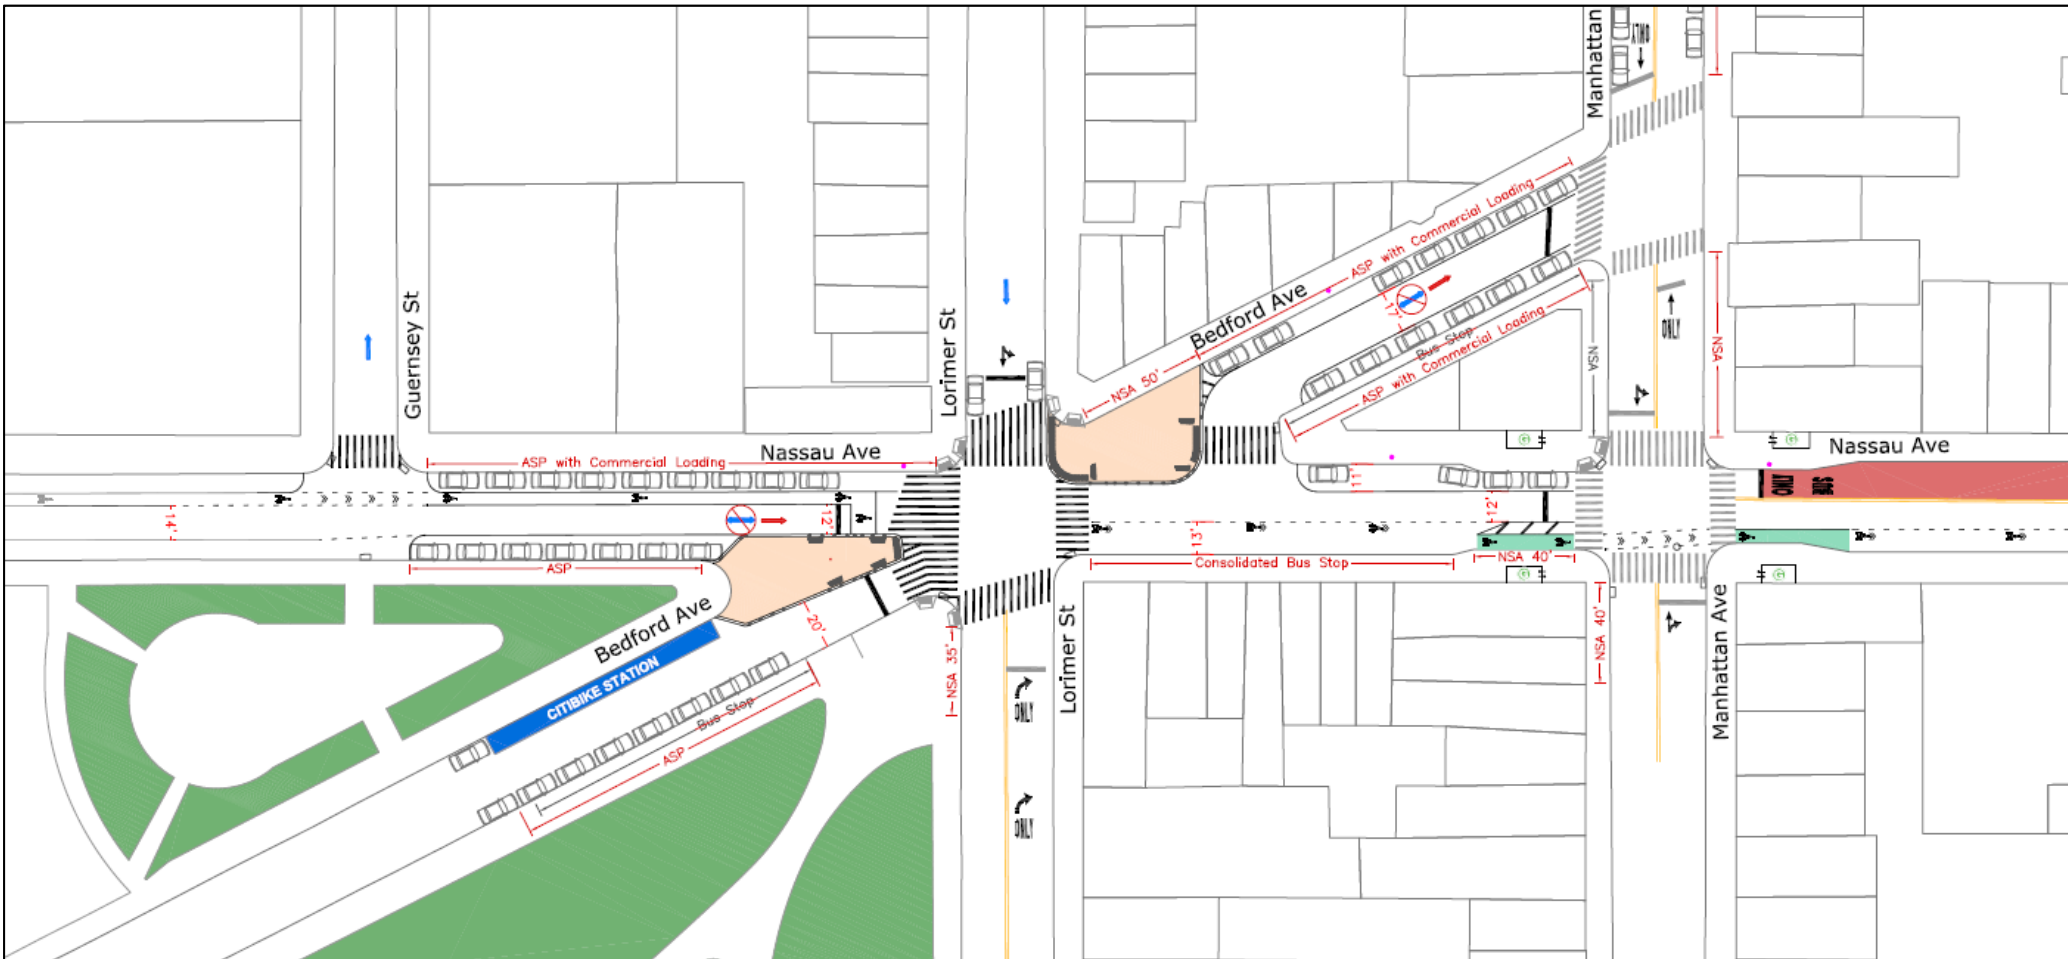 Manhattan
ONLY
ASP with Commercial Loading
Bedford Ave
17'
Bus Stop
ASP with Commercial Loading
NSA 50'
NSA
ONLY
NSA
Guernsey St
Lorimer St
Nassau Ave
ASP with Commercial Loading
Nassau Ave
11'
BUS
ONLY
14'
12'
13'
12'
ASP
Consolidated Bus Stop
NSA 40'
Bedford Ave
20'
CITIBIKE STATION
NSA 35'
Lorimer St
NSA 40'
Manhattan Ave
Bus Stop
ASP
ONLY
ONLY